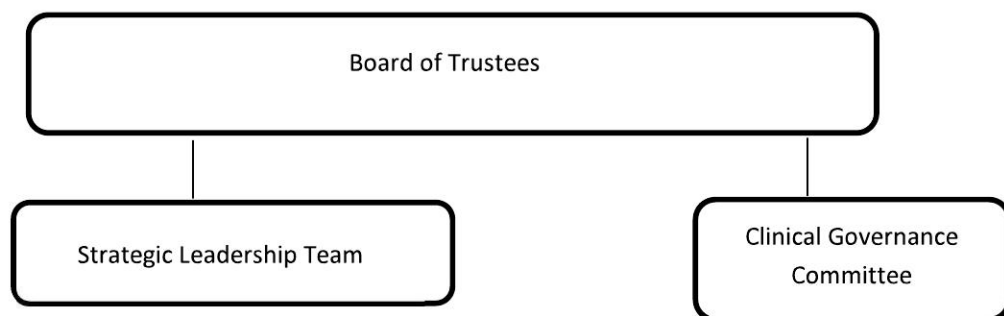 Board of Trustees
Strategic Leadership Team
Clinical Governance
Committee